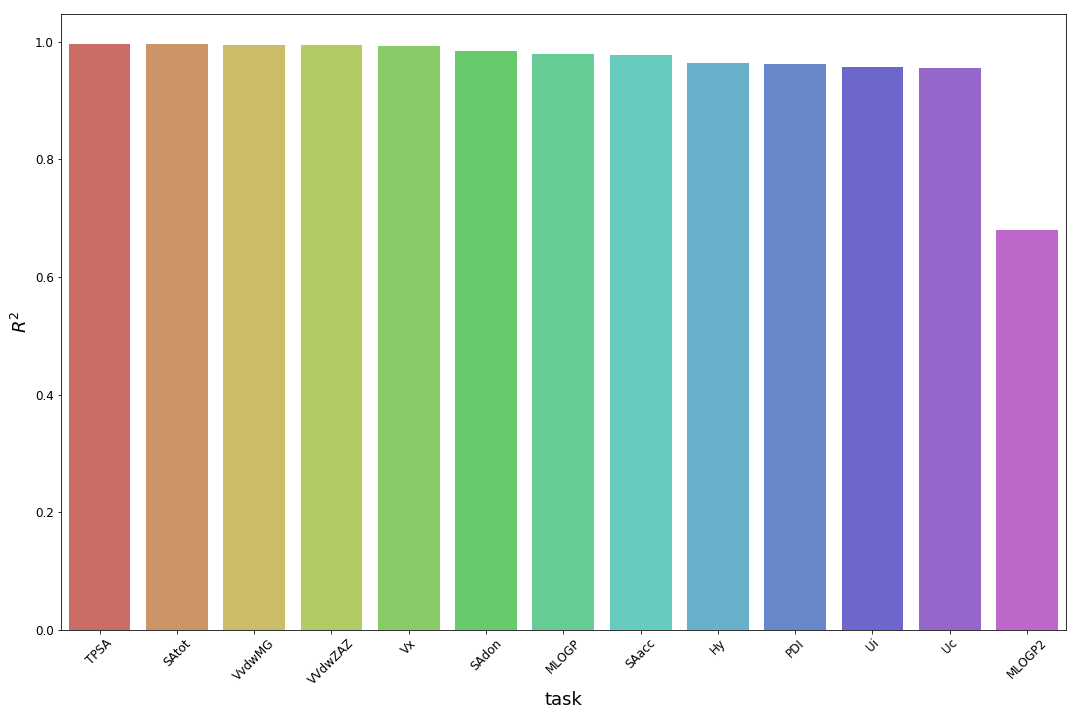 1.0
0.8
0.6
0.4
0.2
0.0
R²
TPSA
SAtot
VvdwMG
VvdwZAZ
Vx
SAdon
MLOGP
SAacc
Hy
PDI
Ui
Uc
MLOGP2
task